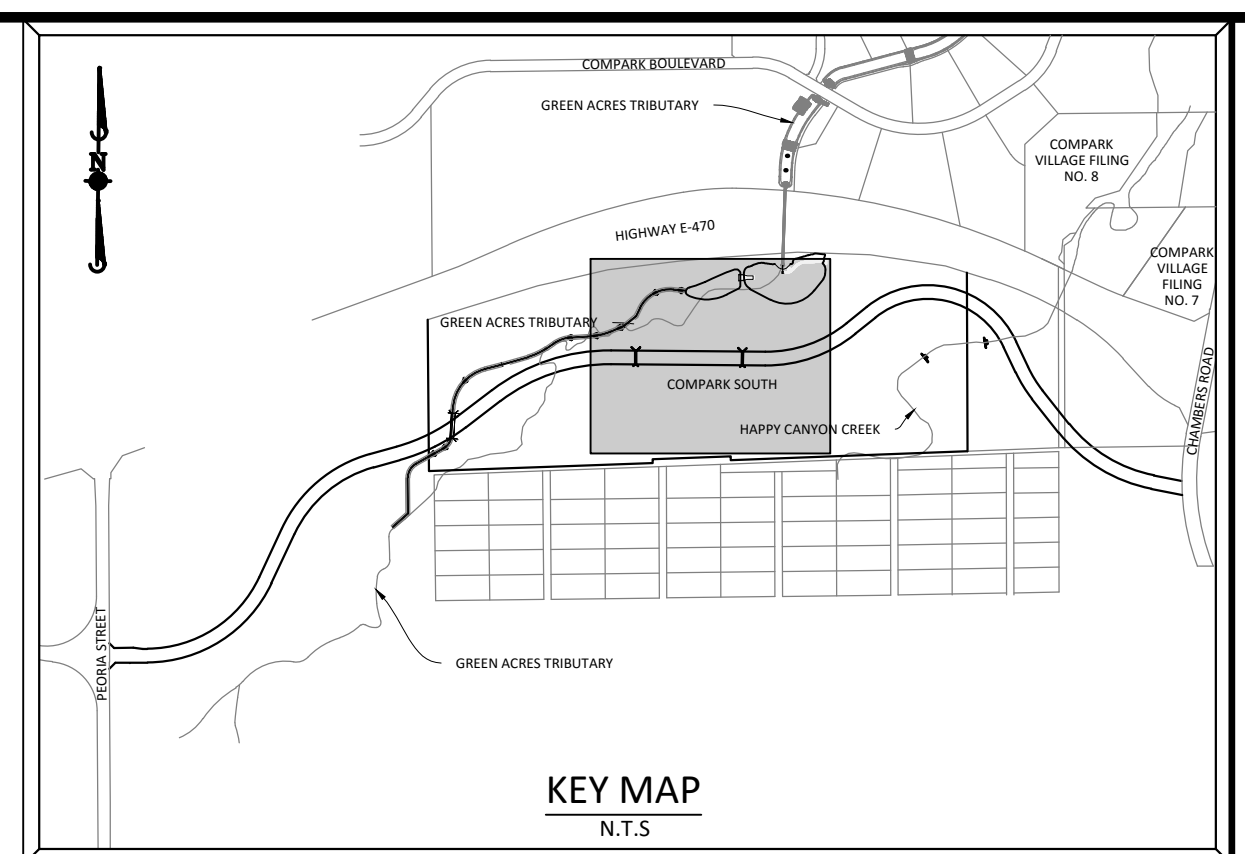 COMPARK BOULEVARD
GREEN ACRES TRIBUTARY
N
COMPARK
VILLAGE FILING
NO. 8
HIGHWAY E-470
COMPARK
VILLAGE
FILING
NO. 7
GREEN ACRES TRIBUTARY
COMPARK SOUTH
HAPPY CANYON CREEK
CHAMBERS ROAD
PEORIA STREET
GREEN ACRES TRIBUTARY
KEY MAP
N.T.S